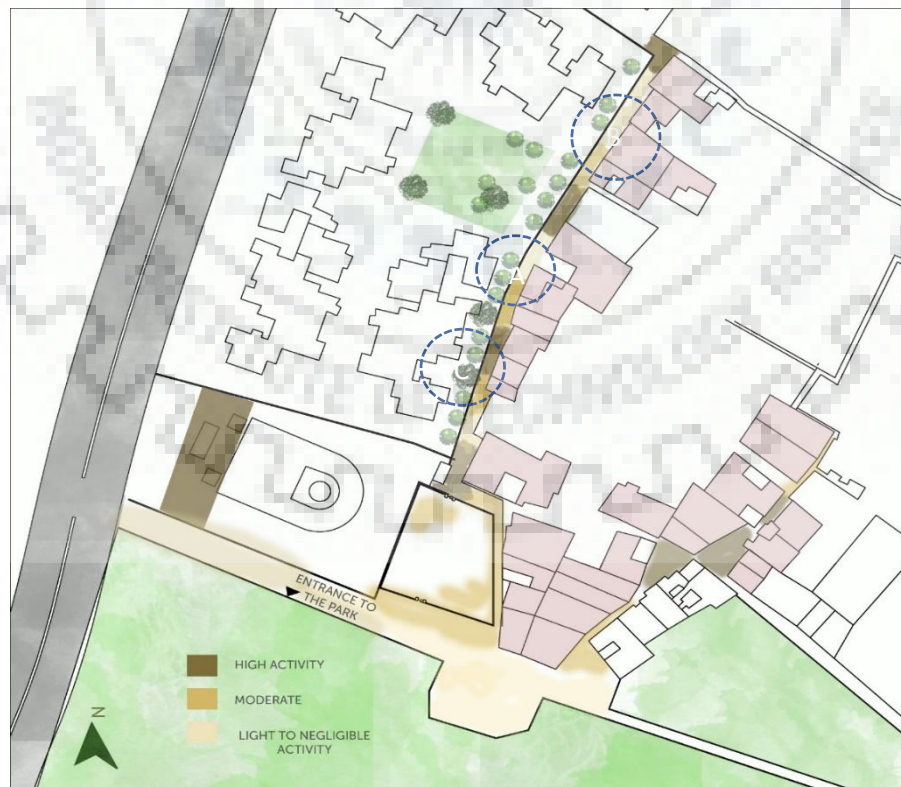 B
A
C
ENTRANCE TO
THE PARK
HIGH ACTIVITY
MODERATE
LIGHT TO NEGLIGIBLE
ACTIVITY
N